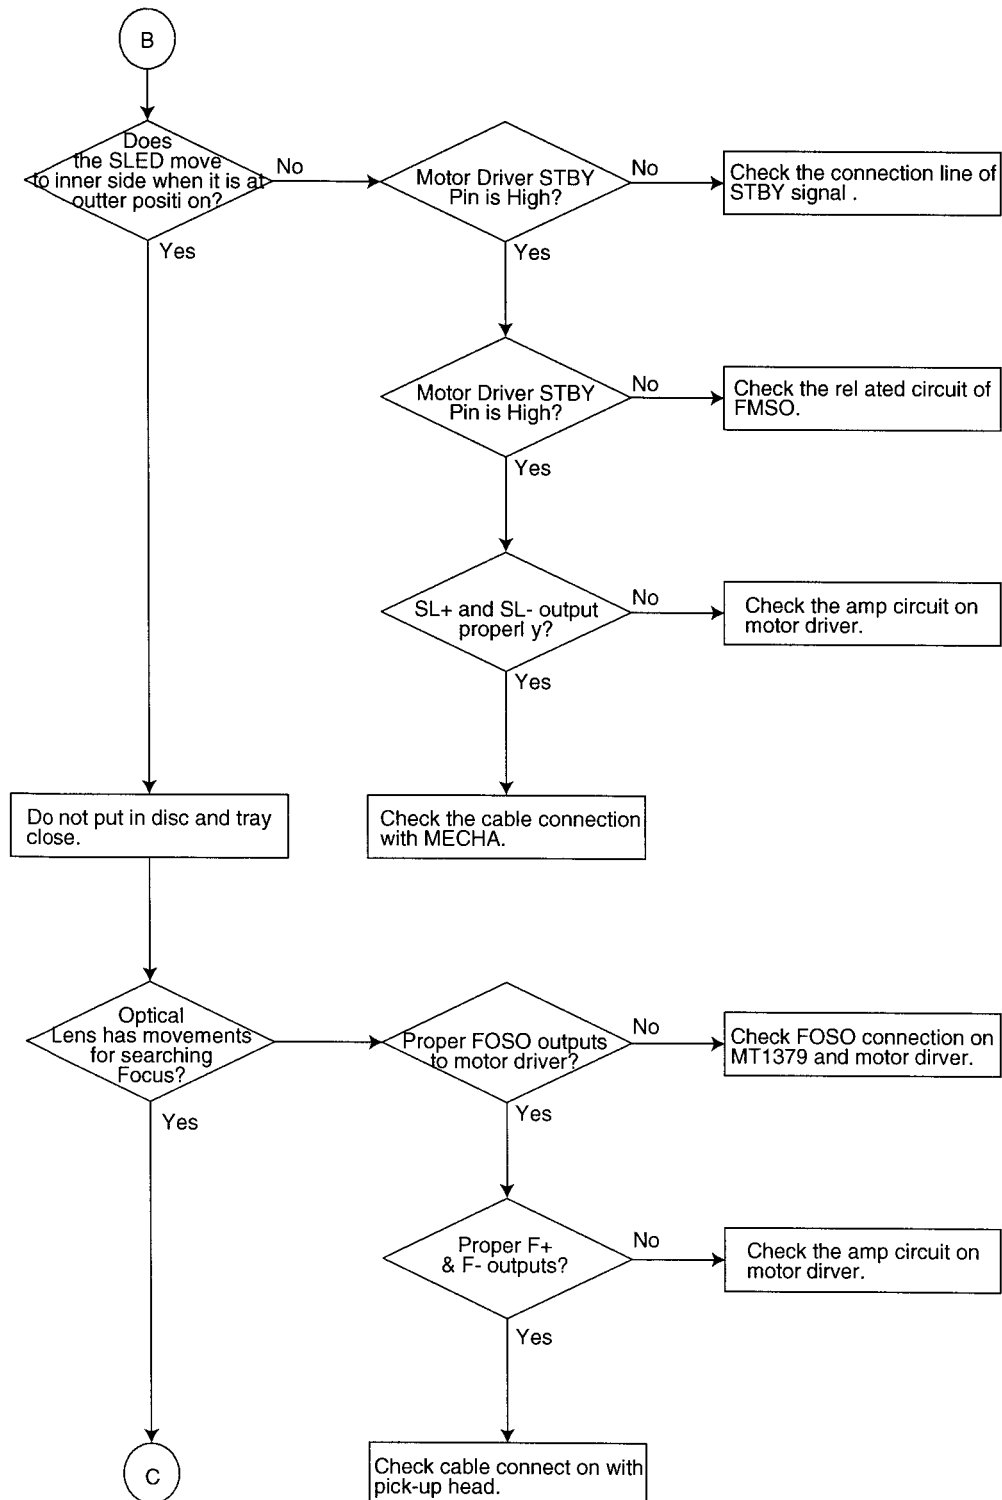 B
Does
the SLED move
to inner side when it is at
outter positi on?
No
Motor Driver STBY
Pin is High?
No
Check the connection line of
STBY signal .
Yes
Yes
Motor Driver STBY
Pin is High?
No
Check the rel ated circuit of
FMSO.
Yes
SL+ and SL- output
properl y?
No
Check the amp circuit on
motor driver.
Yes
Do not put in disc and tray
close.
Check the cable connection
with MECHA.
Optical
Lens has movements
for searching
Focus?
Proper FOSO outputs
to motor driver?
No
Check FOSO connection on
MT1379 and motor dirver.
Yes
Yes
Proper F+
& F- outputs?
No
Check the amp circuit on
motor dirver.
Yes
C
Check cable connect on with
pick-up head.